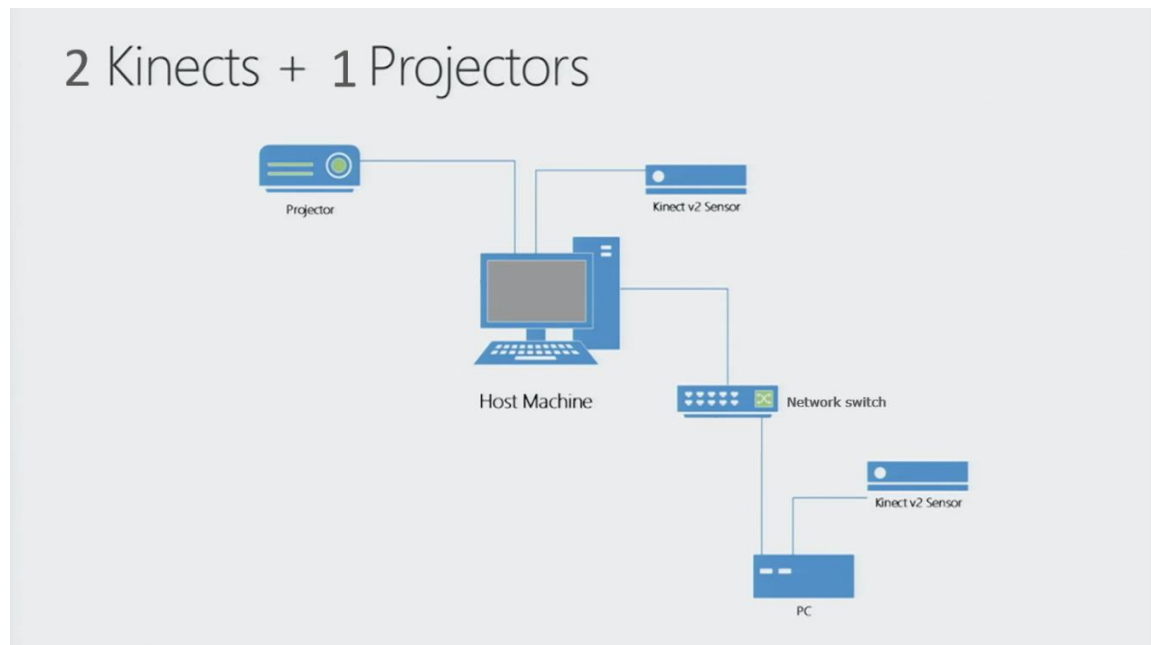 2 Kinects + 1 Projectors
Projector
Kinect v2 Sensor
Host Machine
Network switch
Kinect v2 Sensor
PC